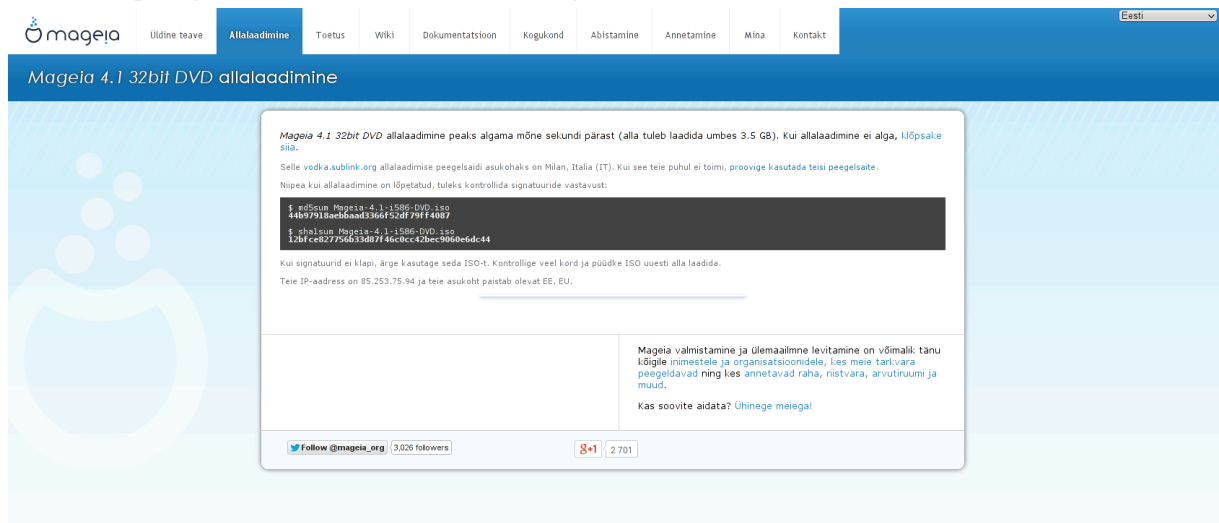 Eesti
mageia
Üldine teave
Allalaadimine
Toetus
Wiki
Dokumentatsioon
Kogukond
Abistamine
Annetamine
Mina
Kontakt
Mageia 4.1 32bit DVD allalaadimine
Mageia 4.1 32bit DVD allalaadimine peaks algama mõne sekundi pärast (alla tuleb laadida umbes 3.5 GB). Kui allalaadimine ei alga, klõpsake
siia.
Selle vodka.sublink.org allalaadimise peegelsaidi asukohaks on Milan, Italia (IT). Kui see teie puhul ei toimi, proovige kasutada teisi peegelsaite.
Niipea kui allalaadimine on lõpetatud, tuleks kontrollida signatuuride vastavust:
$ md5sum Mageia-4.1-i586-DVD.iso
44b97918aebbaad3366f52df79ff4087
$ sha1sum Mageia-4.1-i586-DVD.iso
12bfce827756b33d87f46c0cc42bec9060e6dc44
Kui signatuurid ei klapi, ärge kasutage seda ISO-t. Kontrollige veel kord ja püüdke ISO uuesti alla laadida.
Teie IP-aadress on 85.253.75.94 ja teie asukoht paistab olevat EE, EU.
Mageia valmistamine ja ülemaailmne levitamine on võimalik tänu
kõigile inimestele ja organisatsioonidele, kes meie tarkvara
peegeldavad ning kes annetavad raha, riistvara, arvutiruumi ja
muud.
Kas soovite aidata? Ühinege meiega!
Follow @mageia_org
3,026 followers
g+1
2 701